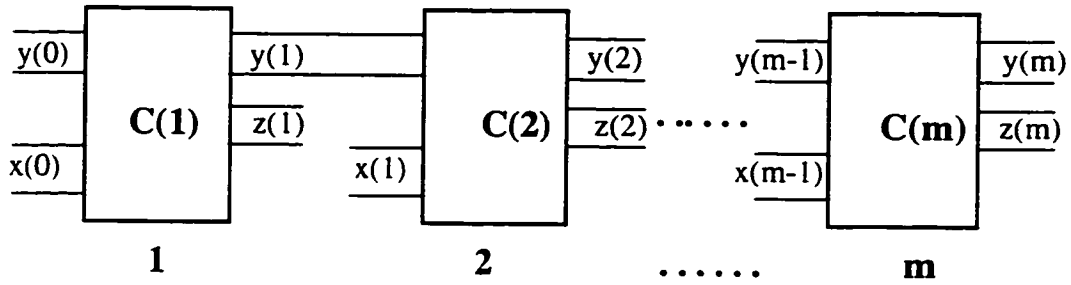 y(0) y(1) y(2) y(m-1) y(m)
C(1) z(1) C(2) z(2) ...... C(m) z(m)
x(0) x(1) x(m-1)
1 2 ...... m